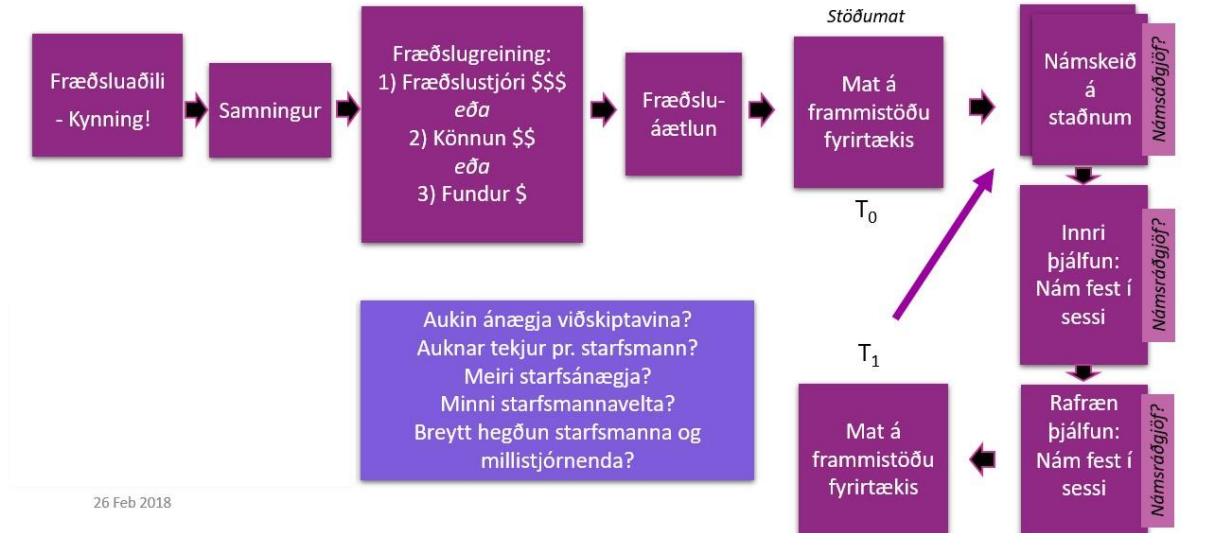 Fræðsluaðili
- Kynning!
Samningur
Fræðslugreining:
1) Fræðslustjóri $$$
eða
2) Könnun $$
eða
3) Fundur $
Fræðslu-
áætlun
Stöðumat
Mat á
frammistöðu
fyrirtækis
T₀
Námskeið
á
staðnum
Námsáðgjöf?
Innri
þjálfun:
Nám fest í
sessi
Námsráðgjöf?
Rafræn
þjálfun:
Nám fest í
sessi
Námsráðgjöf?
T₁
Mat á
frammistöðu
fyrirtækis
Aukin ánægja viðskiptavina?
Auknar tekjur pr. starfsmann?
Meiri starfsánægja?
Minni starfsmannavelta?
Breytt hegðun starfsmanna og
millistjórnenda?
26 Feb 2018